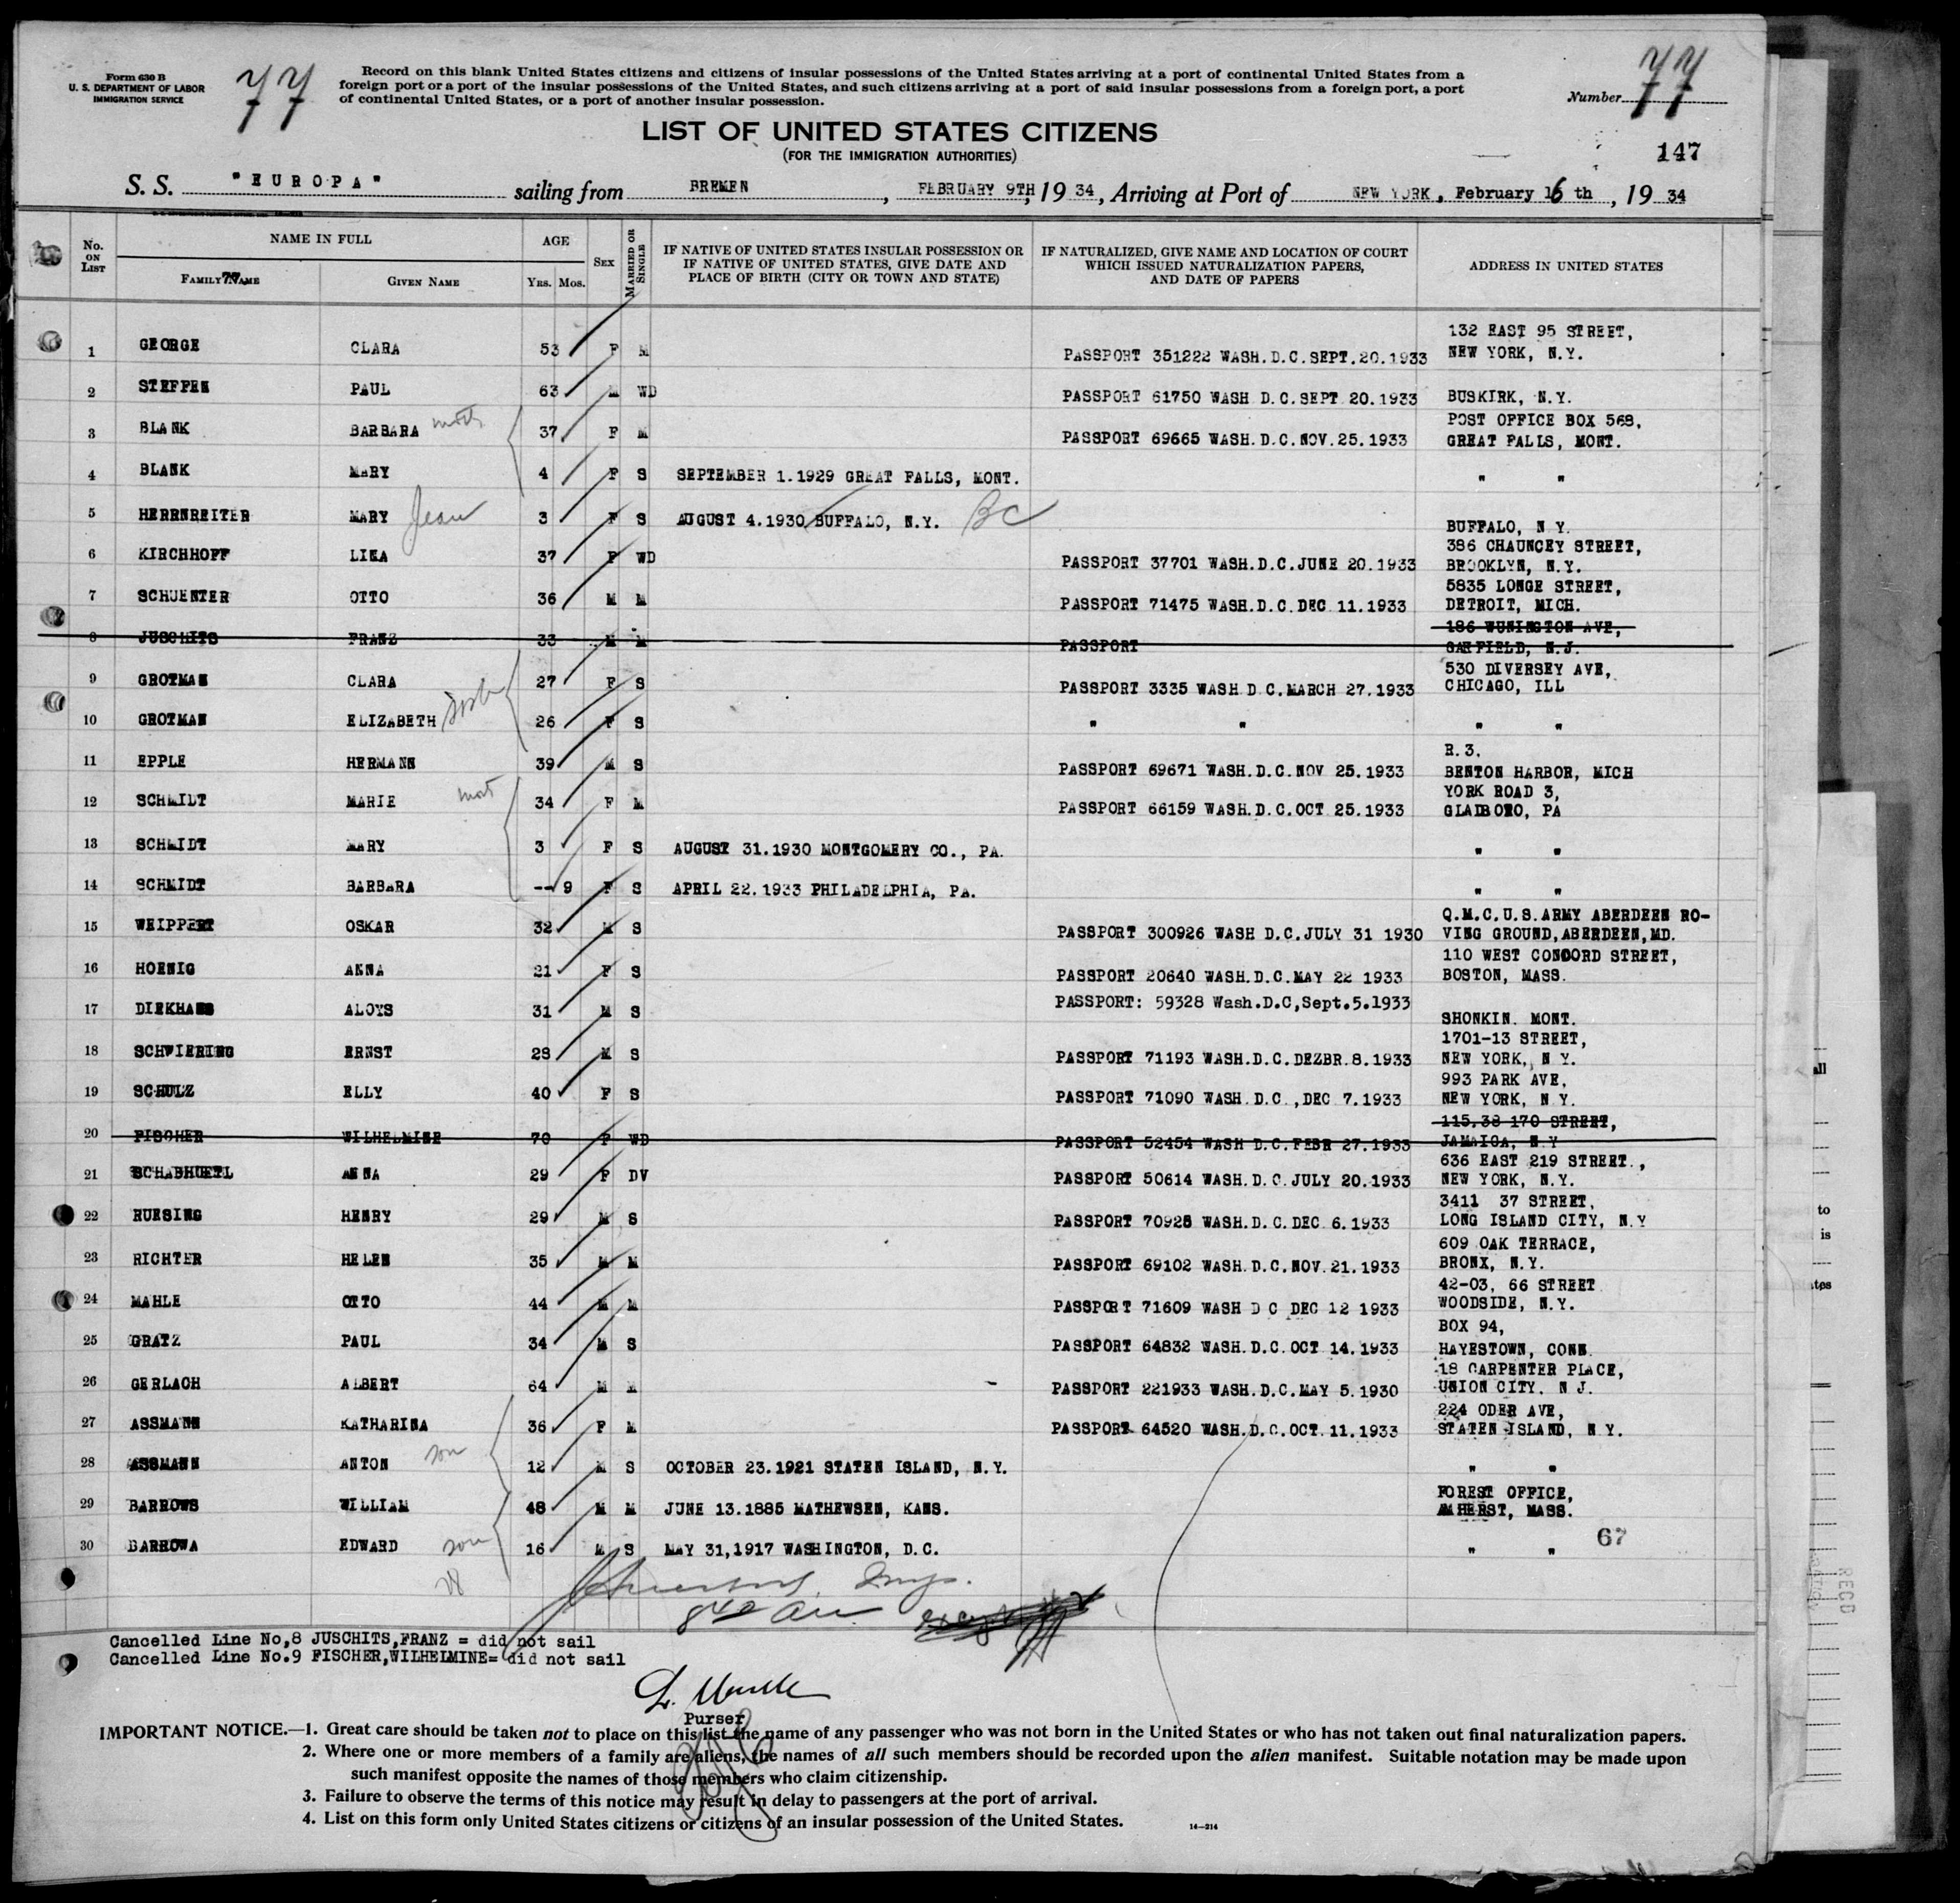 Form 630 B
U. S. DEPARTMENT OF LABOR
IMMIGRATION SERVICE
77
Record on this blank United States citizens and citizens of insular possessions of the United States arriving at a port of continental United States from a
foreign port or a port of the insular possessions of the United States, and such citizens arriving at a port of said insular possessions from a foreign port, a port
of continental United States, or a port of another insular possession.
Number 77
LIST OF UNITED STATES CITIZENS
(FOR THE IMMIGRATION AUTHORITIES)
147
S. S. "EUROPA" sailing from BREMEN, FEBRUARY 9TH, 1934, Arriving at Port of NEW YORK, February 16th, 1934
No. ON LIST
NAME IN FULL
FAMILY NAME
GIVEN NAME
AGE
YRS. MOS.
SEX
MARRIED OR SINGLE
IF NATIVE OF UNITED STATES INSULAR POSSESSION OR
IF NATIVE OF UNITED STATES, GIVE DATE AND
PLACE OF BIRTH (CITY OR TOWN AND STATE)
IF NATURALIZED, GIVE NAME AND LOCATION OF COURT
WHICH ISSUED NATURALIZATION PAPERS,
AND DATE OF PAPERS
ADDRESS IN UNITED STATES
1 GEORGE CLARA 53 F M PASSPORT 351222 WASH.D.C.SEPT.20.1933 132 EAST 95 STREET,
NEW YORK, N.Y.
2 STEFFEN PAUL 63 M WD PASSPORT 61750 WASH D.C.SEPT 20.1933 BUSKIRK, N.Y.
3 BLANK BARBARA 37 F M PASSPORT 69665 WASH.D.C.NOV.25.1933 POST OFFICE BOX 568,
GREAT FALLS, MONT.
4 BLANK MARY 4 F S SEPTEMBER 1.1929 GREAT FALLS, MONT. " "
5 HERRNREITER MARY Jean 3 F S AUGUST 4.1930 BUFFALO, N.Y. BC BUFFALO, N Y.
6 KIRCHHOFF LINA 37 F WD PASSPORT 37701 WASH.D.C.JUNE 20.1933 386 CHAUNCEY STREET,
BROOKLYN, N.Y.
7 SCHUENTER OTTO 36 M M PASSPORT 71475 WASH.D.C.DEC 11.1933 5835 LONGE STREET,
DETROIT, MICH.
8 JUSCHITS FRANZ 33 M M PASSPORT 186 WUNINGTON AVE,
GARFIELD, N.J.
9 GROTMAN CLARA 27 F S PASSPORT 3335 WASH D.C.MARCH 27.1933 530 DIVERSEY AVE,
CHICAGO, ILL
10 GROTMAN ELIZABETH 26 F S " " " "
11 EPPLE HERMANN 39 M S PASSPORT 69671 WASH.D.C.NOV 25.1933 R.3.
BENTON HARBOR, MICH
12 SCHMIDT MARIE 34 F M PASSPORT 66159 WASH.D.C.OCT 25.1933 YORK ROAD 3,
GLADBORO, PA
13 SCHMIDT MARY 3 F S AUGUST 31.1930 MONTGOMERY CO., PA. " "
14 SCHMIDT BARBARA -- 9 F S APRIL 22.1933 PHILADELPHIA, PA. " "
15 WEIPPERT OSKAR 32 M S PASSPORT 300926 WASH D.C.JULY 31 1930 Q.M.C.U.S.ARMY ABERDEEN RO-
VING GROUND,ABERDEEN,MD.
16 HOENIG ANNA 21 F S PASSPORT 20640 WASH.D.C.MAY 22 1933 110 WEST CONCORD STREET,
BOSTON, MASS.
17 DIRKHANS ALOYS 31 M S PASSPORT: 59328 Wash.D.C,Sept.5.1933 SHONKIN. MONT.
18 SCHWIERING ERNST 28 M S PASSPORT 71193 WASH.D.C.DEZBR.8.1933 1701-13 STREET,
NEW YORK, N Y.
19 SCHULZ ELLY 40 F S PASSPORT 71090 WASH.D.C.,DEC 7.1933 993 PARK AVE,
NEW YORK, N Y.
20 FISCHER WILHELMINE 70 F WD PASSPORT 52454 WASH D.C.FEBR 27.1933 115,38 170 STREET,
JAMAICA, N.Y
21 SCHABHUETL ANNA 29 F DV PASSPORT 50614 WASH.D.C.JULY 20.1933 636 EAST 219 STREET.,
NEW YORK, N.Y.
22 RUESING HENRY 29 M S PASSPORT 70925 WASH.D.C.DEC 6.1933 3411 37 STREET,
LONG ISLAND CITY, N.Y
23 RICHTER HELEN 35 M M PASSPORT 69102 WASH.D.C.NOV.21.1933 609 OAK TERRACE,
BRONX, N.Y.
24 MAHLE OTTO 44 M M PASSPORT 71609 WASH D C DEC 12 1933 42-03, 66 STREET
WOODSIDE, N.Y.
25 GRATZ PAUL 34 M S PASSPORT 64832 WASH.D.C.OCT 14.1933 BOX 94,
HAYESTOWN, CONN.
26 GERLACH ALBERT 64 M M PASSPORT 221933 WASH.D.C.MAY 5.1930 18 CARPENTER PLACE,
UNION CITY. N J.
27 ASSMANN KATHARINA 36 F M PASSPORT 64520 WASH.D.C.OCT.11.1933 224 ODER AVE,
STATEN ISLAND, N Y.
28 ASSMANN ANTON son 12 M S OCTOBER 23.1921 STATEN ISLAND, N.Y. " "
29 BARROWS WILLIAM 48 M M JUNE 13.1885 MATHEWSEN, KANS. FOREST OFFICE,
AMHERST, MASS.
30 BARROWA EDWARD son 16 M S MAY 31,1917 WASHINGTON, D.C. " "
67
28
Cancelled Line No,8 JUSCHITS,FRANZ = did not sail
Cancelled Line No.9 FISCHER,WILHELMINE= did not sail
Purser
IMPORTANT NOTICE.—1. Great care should be taken not to place on this list the name of any passenger who was not born in the United States or who has not taken out final naturalization papers.
2. Where one or more members of a family are aliens, the names of all such members should be recorded upon the alien manifest. Suitable notation may be made upon
such manifest opposite the names of those members who claim citizenship.
3. Failure to observe the terms of this notice may result in delay to passengers at the port of arrival.
4. List on this form only United States citizens or citizens of an insular possession of the United States.
14—214